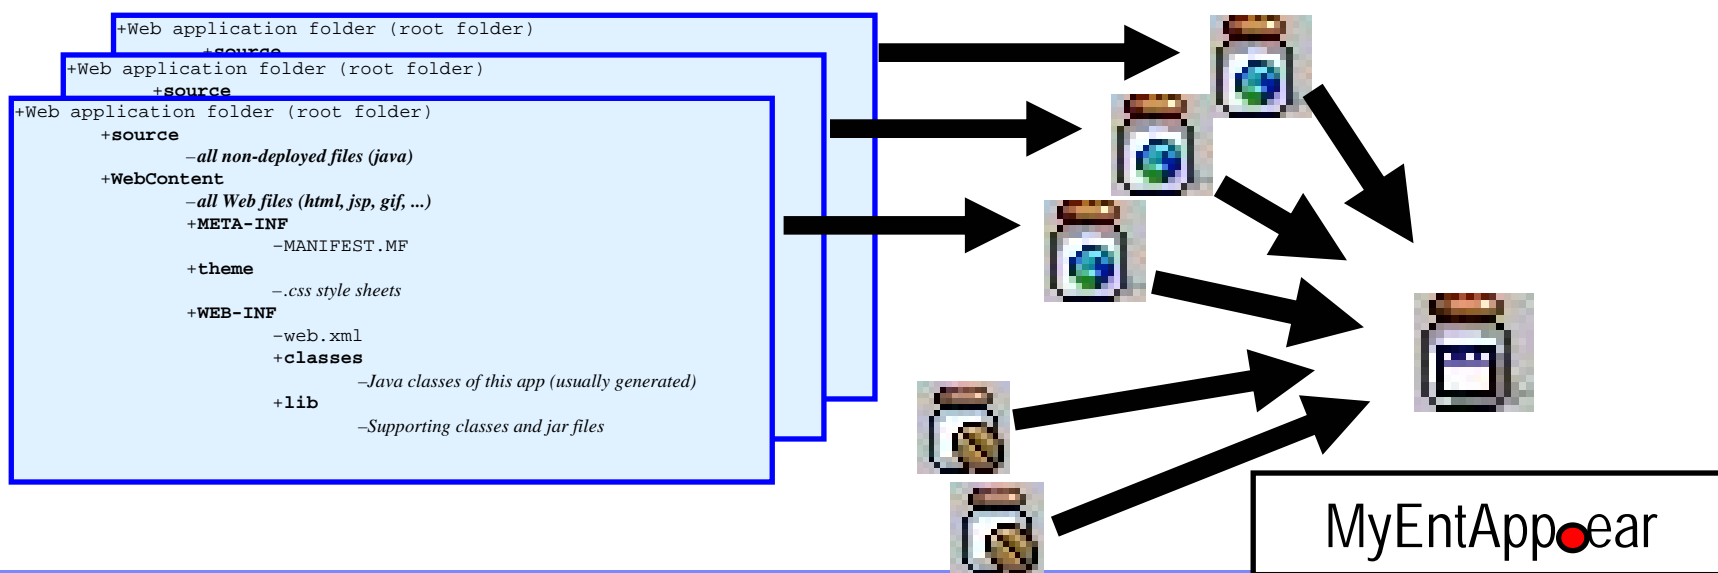 +Web application folder (root folder)
+source
+Web application folder (root folder)
+source
+Web application folder (root folder)
+source
–all non-deployed files (java)
+WebContent
–all Web files (html, jsp, gif, ...)
+META-INF
–MANIFEST.MF
+theme
–.css style sheets
+WEB-INF
–web.xml
+classes
–Java classes of this app (usually generated)
+lib
–Supporting classes and jar files
MyEntApp.ear